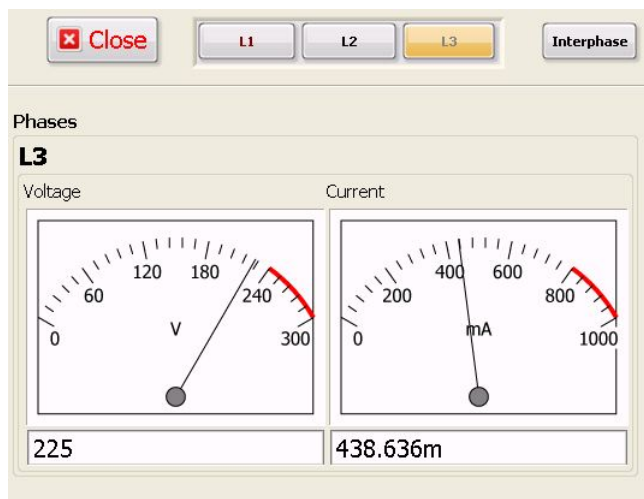 Close L1 L2 L3 Interphase
Phases
L3
Voltage Current
0 60 120 180 240 300 V
0 200 400 600 800 1000 mA
225 438.636m